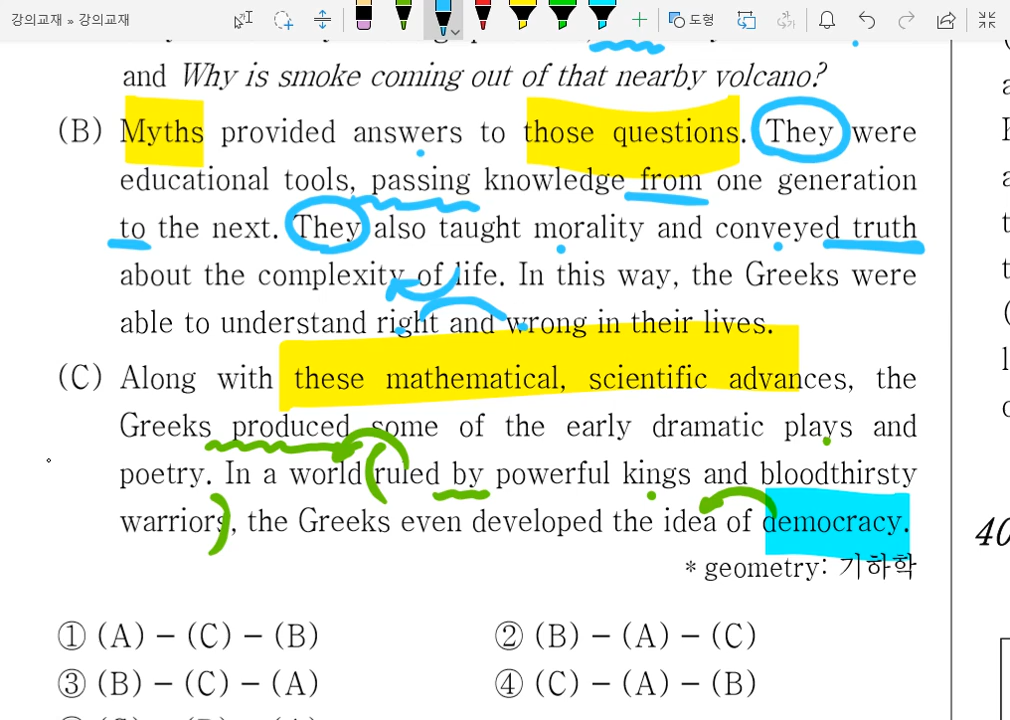 강의교재 » 강의교재
도형
and Why is smoke coming out of that nearby volcano?
(B) Myths provided answers to those questions. They were
educational tools, passing knowledge from one generation
to the next. They also taught morality and conveyed truth
about the complexity of life. In this way, the Greeks were
able to understand right and wrong in their lives.
(C) Along with these mathematical, scientific advances, the
Greeks produced some of the early dramatic plays and
poetry. In a world ruled by powerful kings and bloodthirsty
warriors, the Greeks even developed the idea of democracy.
40
* geometry: 기하학
① (A) − (C) − (B)
② (B) − (A) − (C)
③ (B) − (C) − (A)
④ (C) − (A) − (B)